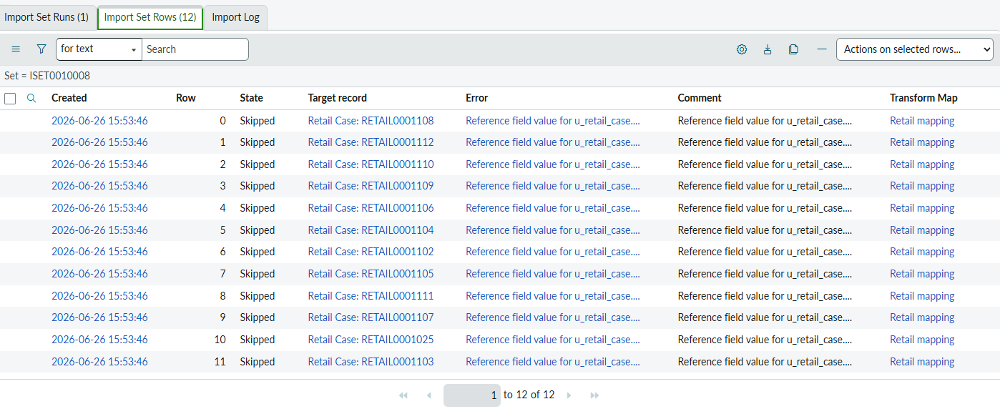 Import Set Runs (1) Import Set Rows (12) Import Log
for text Search Actions on selected rows...
Set = ISET0010008
Created Row State Target record Error Comment Transform Map
2026-06-26 15:53:46 0 Skipped Retail Case: RETAIL0001108 Reference field value for u_retail_case.... Reference field value for u_retail_case.... Retail mapping
2026-06-26 15:53:46 1 Skipped Retail Case: RETAIL0001112 Reference field value for u_retail_case.... Reference field value for u_retail_case.... Retail mapping
2026-06-26 15:53:46 2 Skipped Retail Case: RETAIL0001110 Reference field value for u_retail_case.... Reference field value for u_retail_case.... Retail mapping
2026-06-26 15:53:46 3 Skipped Retail Case: RETAIL0001109 Reference field value for u_retail_case.... Reference field value for u_retail_case.... Retail mapping
2026-06-26 15:53:46 4 Skipped Retail Case: RETAIL0001106 Reference field value for u_retail_case.... Reference field value for u_retail_case.... Retail mapping
2026-06-26 15:53:46 5 Skipped Retail Case: RETAIL0001104 Reference field value for u_retail_case.... Reference field value for u_retail_case.... Retail mapping
2026-06-26 15:53:46 6 Skipped Retail Case: RETAIL0001102 Reference field value for u_retail_case.... Reference field value for u_retail_case.... Retail mapping
2026-06-26 15:53:46 7 Skipped Retail Case: RETAIL0001105 Reference field value for u_retail_case.... Reference field value for u_retail_case.... Retail mapping
2026-06-26 15:53:46 8 Skipped Retail Case: RETAIL0001111 Reference field value for u_retail_case.... Reference field value for u_retail_case.... Retail mapping
2026-06-26 15:53:46 9 Skipped Retail Case: RETAIL0001107 Reference field value for u_retail_case.... Reference field value for u_retail_case.... Retail mapping
2026-06-26 15:53:46 10 Skipped Retail Case: RETAIL0001025 Reference field value for u_retail_case.... Reference field value for u_retail_case.... Retail mapping
2026-06-26 15:53:46 11 Skipped Retail Case: RETAIL0001103 Reference field value for u_retail_case.... Reference field value for u_retail_case.... Retail mapping
1 to 12 of 12